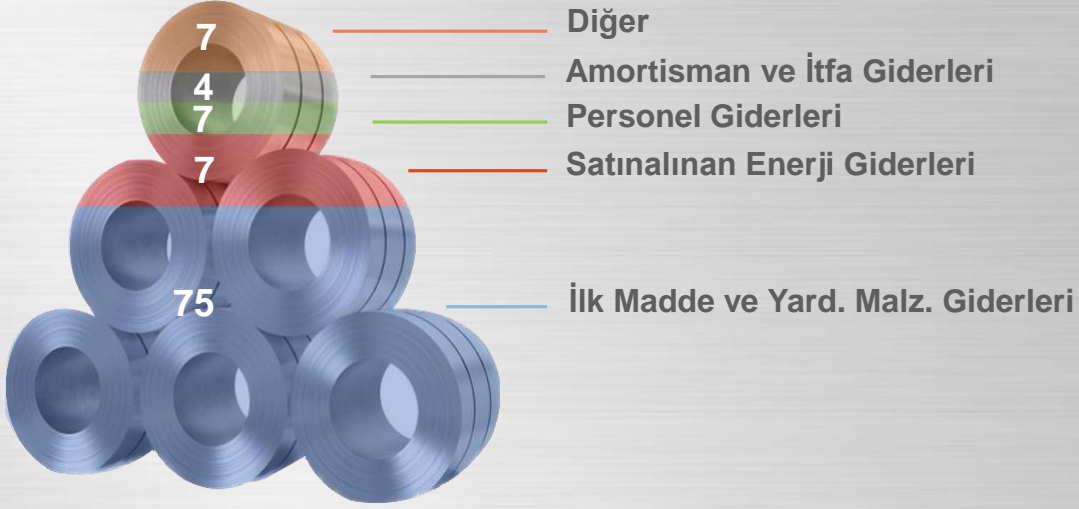 7 Diğer
4 Amortisman ve İtfa Giderleri
7 Personel Giderleri
7 Satınalınan Enerji Giderleri
75 İlk Madde ve Yard. Malz. Giderleri